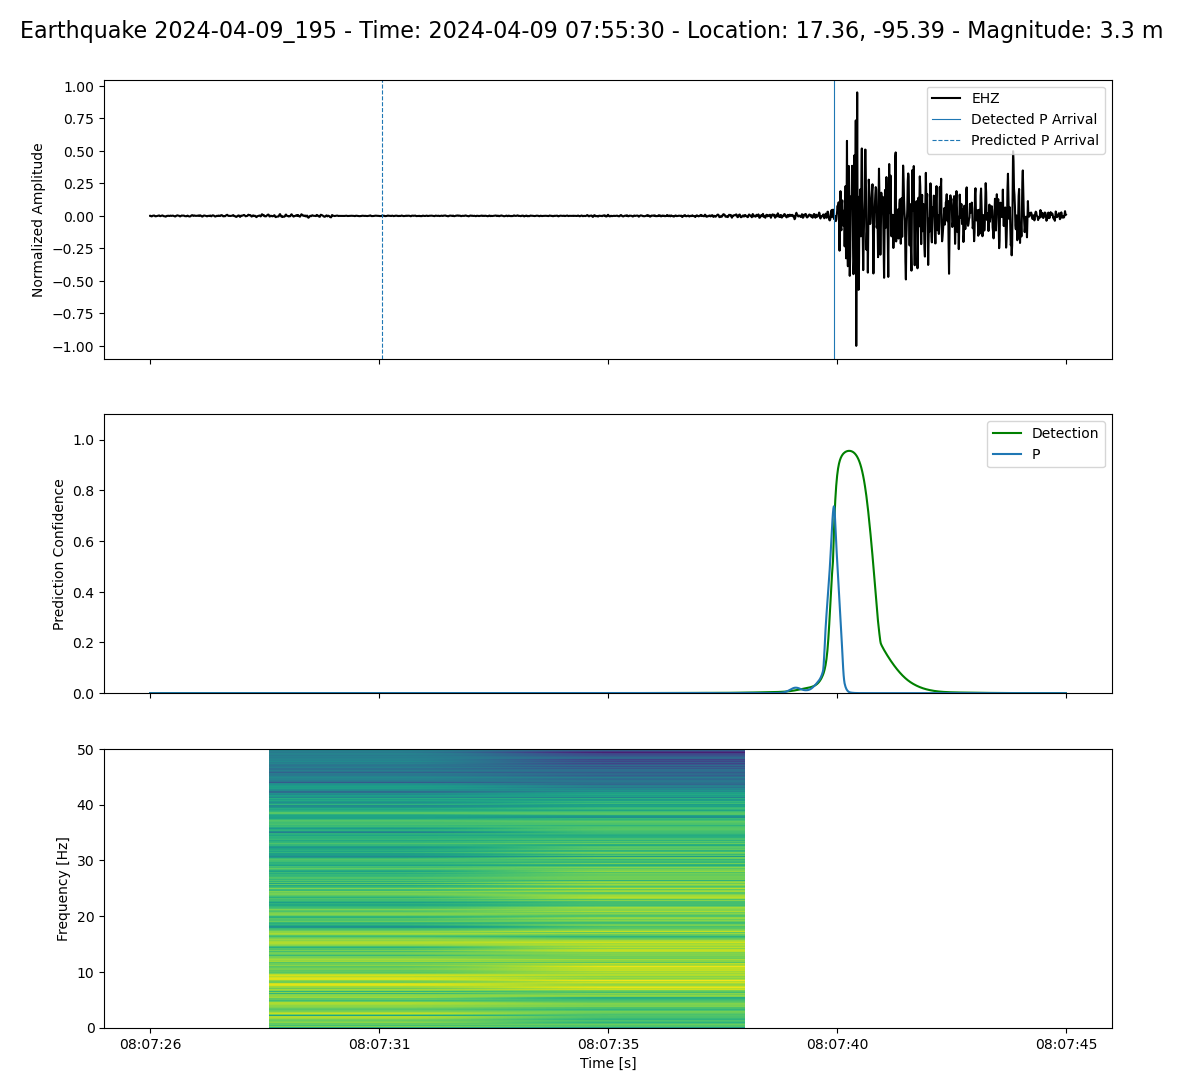 Earthquake 2024-04-09_195 - Time: 2024-04-09 07:55:30 - Location: 17.36, -95.39 - Magnitude: 3.3 m
Normalized Amplitude
1.00
0.75
0.50
0.25
0.00
−0.25
−0.50
−0.75
−1.00
EHZ
Detected P Arrival
Predicted P Arrival
Prediction Confidence
1.0
0.8
0.6
0.4
0.2
0.0
Detection
P
Frequency [Hz]
50
40
30
20
10
0
08:07:26 08:07:31 08:07:35 08:07:40 08:07:45
Time [s]